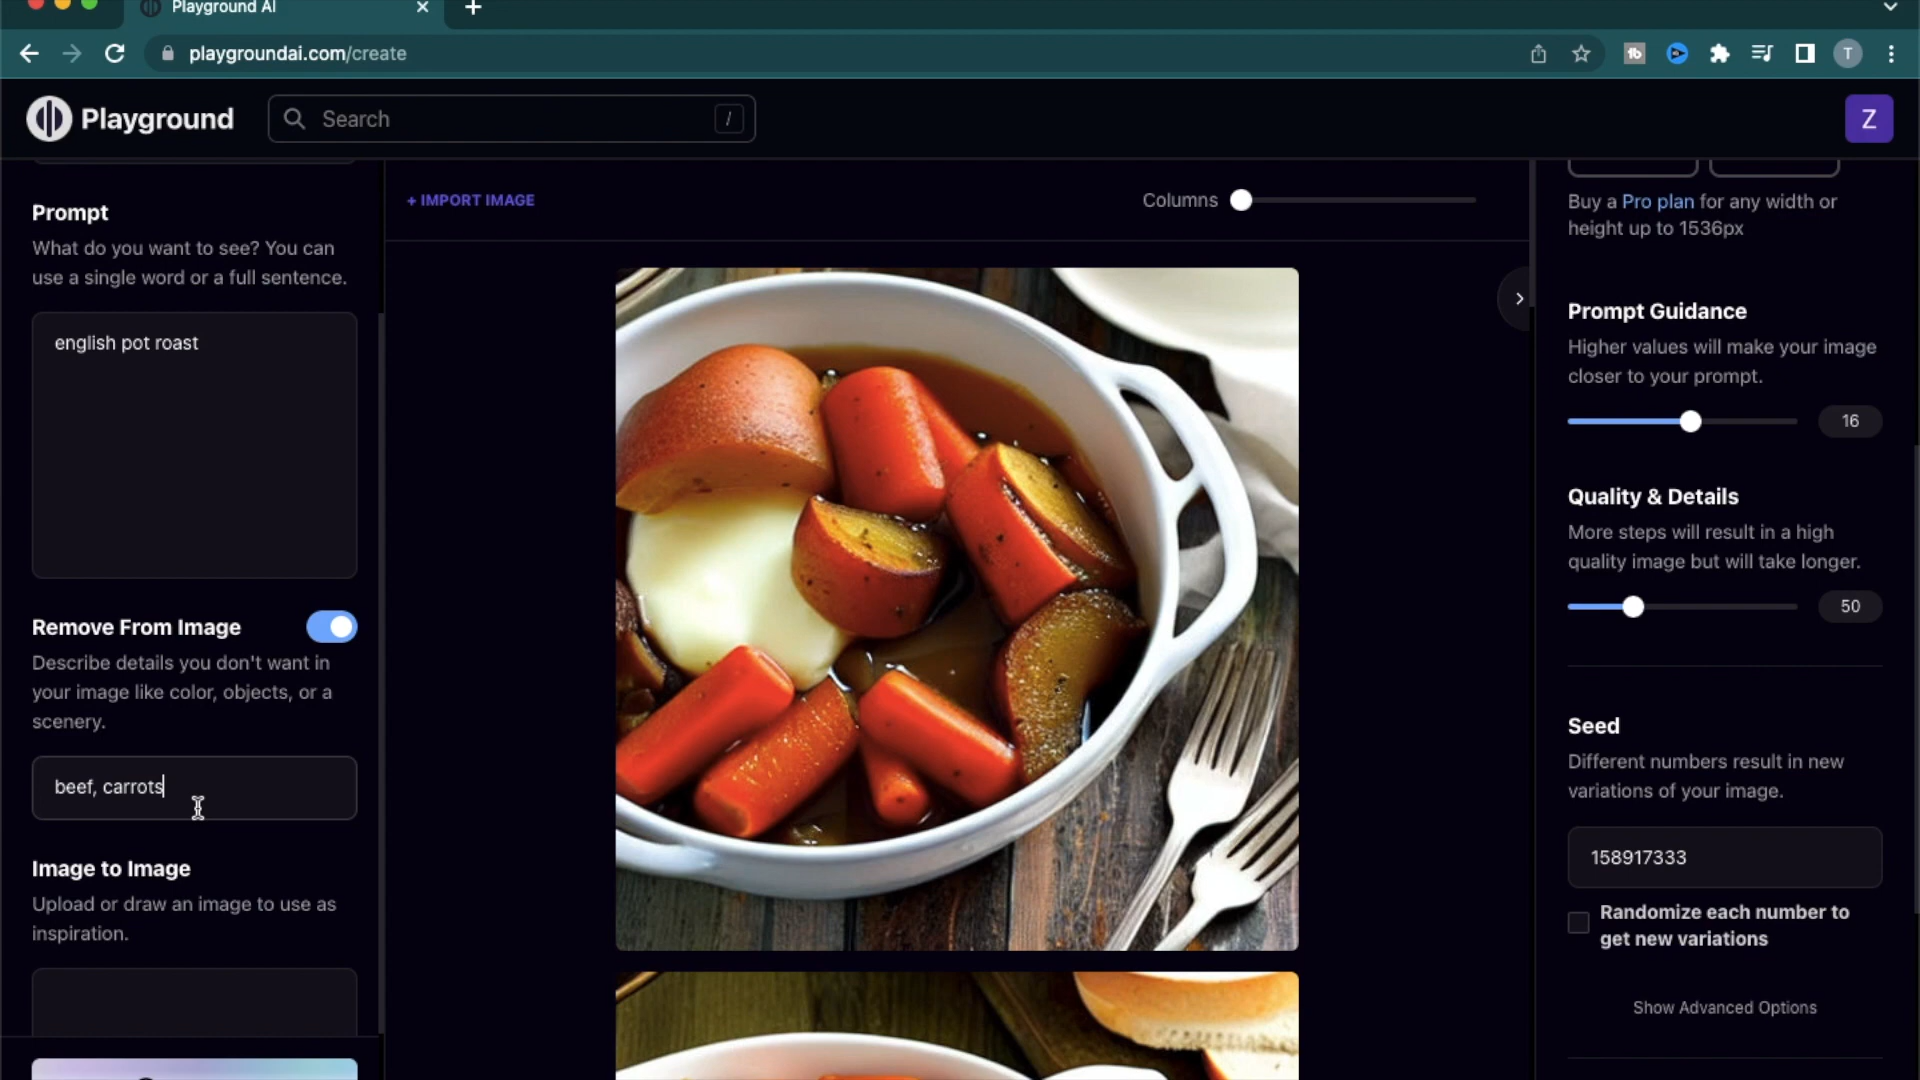 Playground AI
playgroundai.com/create
Playground
Search
/
Z
T
Prompt
What do you want to see? You can
use a single word or a full sentence.
english pot roast
Remove From Image
Describe details you don't want in
your image like color, objects, or a
scenery.
beef, carrots
Image to Image
Upload or draw an image to use as
inspiration.
+ IMPORT IMAGE
Columns
Buy a Pro plan for any width or
height up to 1536px
Prompt Guidance
Higher values will make your image
closer to your prompt.
16
Quality & Details
More steps will result in a high
quality image but will take longer.
50
Seed
Different numbers result in new
variations of your image.
158917333
Randomize each number to
get new variations
Show Advanced Options